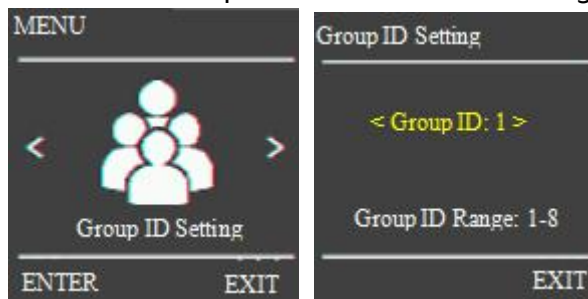 MENU
< >
Group ID Setting
ENTER EXIT
Group ID Setting
< Group ID: 1 >
Group ID Range: 1-8
EXIT